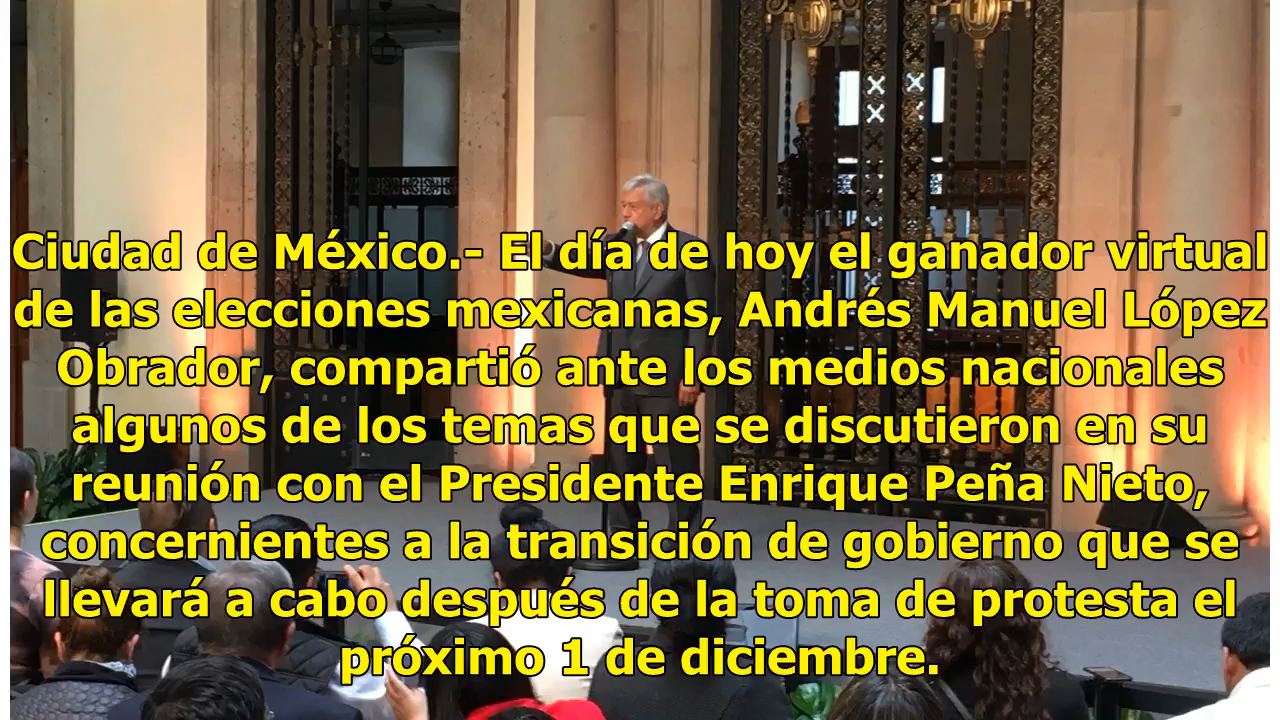 Ciudad de México.- El día de hoy el ganador virtual
de las elecciones mexicanas, Andrés Manuel López
Obrador, compartió ante los medios nacionales
algunos de los temas que se discutieron en su
reunión con el Presidente Enrique Peña Nieto,
concernientes a la transición de gobierno que se
llevará a cabo después de la toma de protesta el
próximo 1 de diciembre.